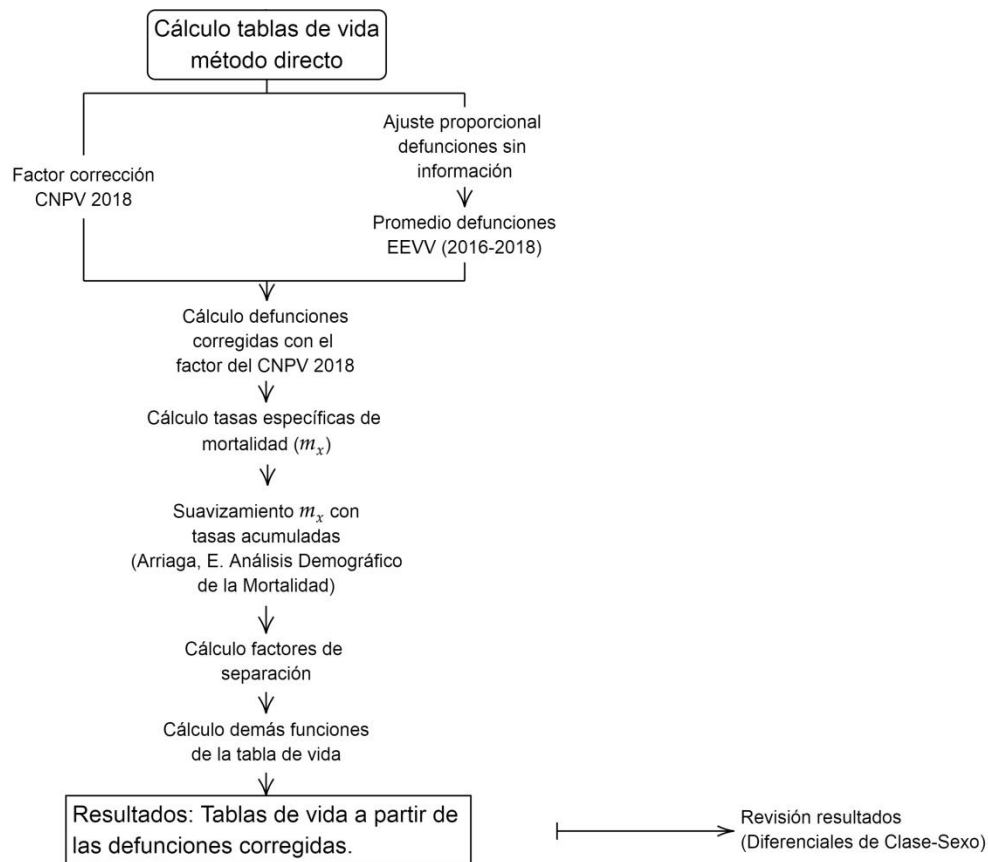 Cálculo tablas de vida
método directo
Factor corrección
CNPV 2018
Ajuste proporcional
defunciones sin
información
Promedio defunciones
EEVV (2016-2018)
Cálculo defunciones
corregidas con el
factor del CNPV 2018
Cálculo tasas específicas de
mortalidad (mₓ)
Suavizamiento mₓ con
tasas acumuladas
(Arriaga, E. Análisis Demográfico
de la Mortalidad)
Cálculo factores de
separación
Cálculo demás funciones
de la tabla de vida
Resultados: Tablas de vida a partir de
las defunciones corregidas.
Revisión resultados
(Diferenciales de Clase-Sexo)